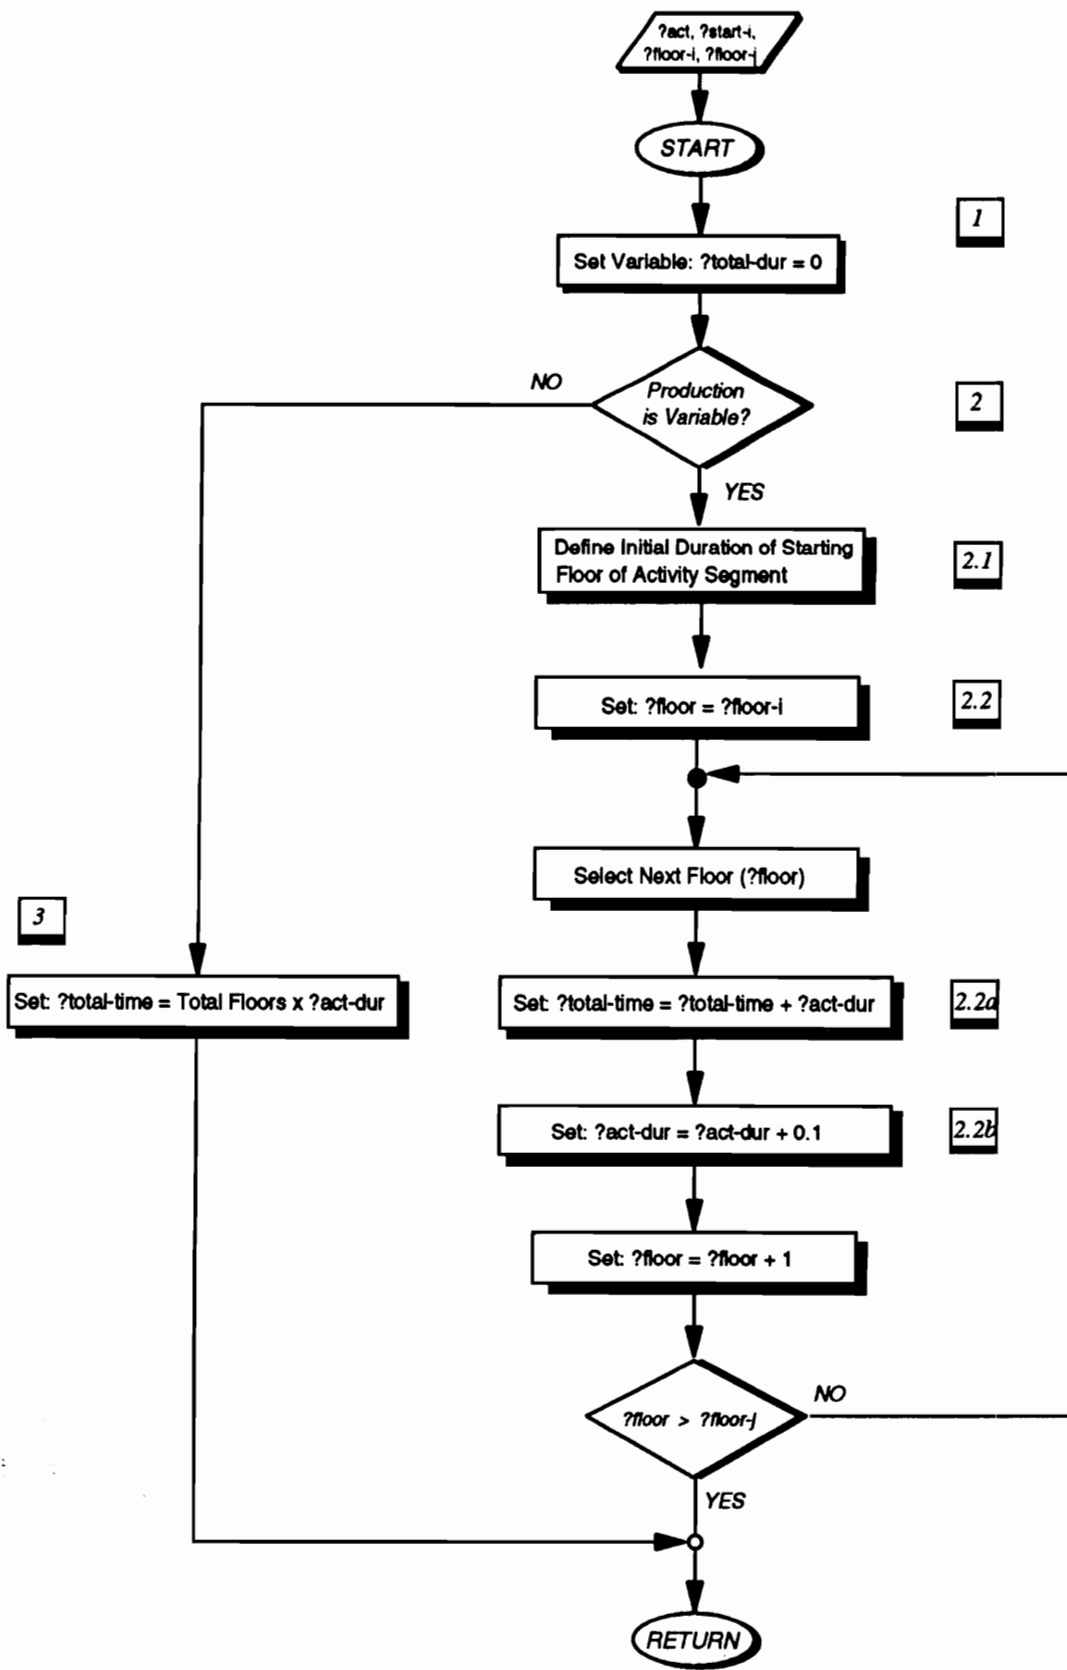 ?act, ?start-i,
?floor-i, ?floor-j
START
1
Set Variable: ?total-dur = 0
NO
Production
is Variable?
2
YES
Define Initial Duration of Starting
Floor of Activity Segment
2.1
Set: ?floor = ?floor-i
2.2
Select Next Floor (?floor)
3
Set: ?total-time = Total Floors x ?act-dur
Set: ?total-time = ?total-time + ?act-dur
2.2a
Set: ?act-dur = ?act-dur + 0.1
2.2b
Set: ?floor = ?floor + 1
?floor > ?floor-j
NO
YES
RETURN